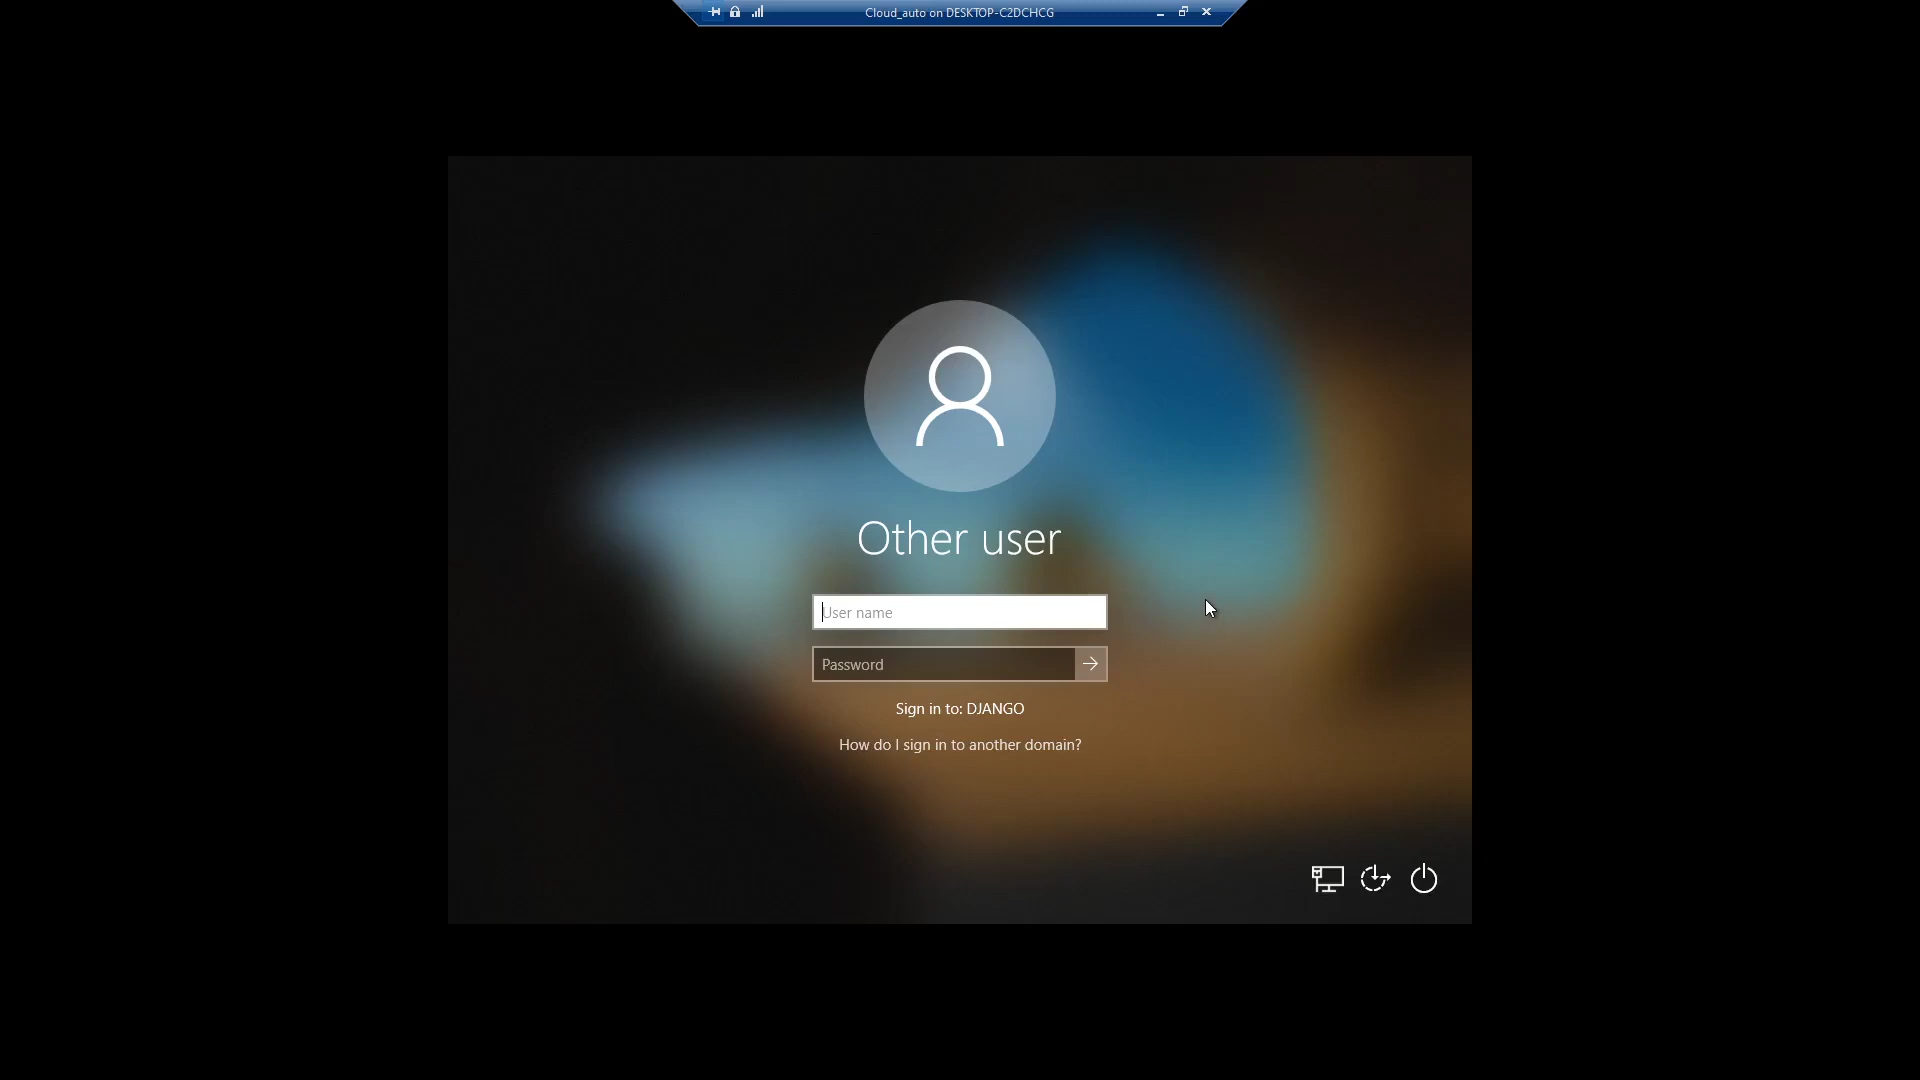 Cloud_auto on DESKTOP-C2DCHCG
Other user
User name
Password
Sign in to: DJANGO
How do I sign in to another domain?